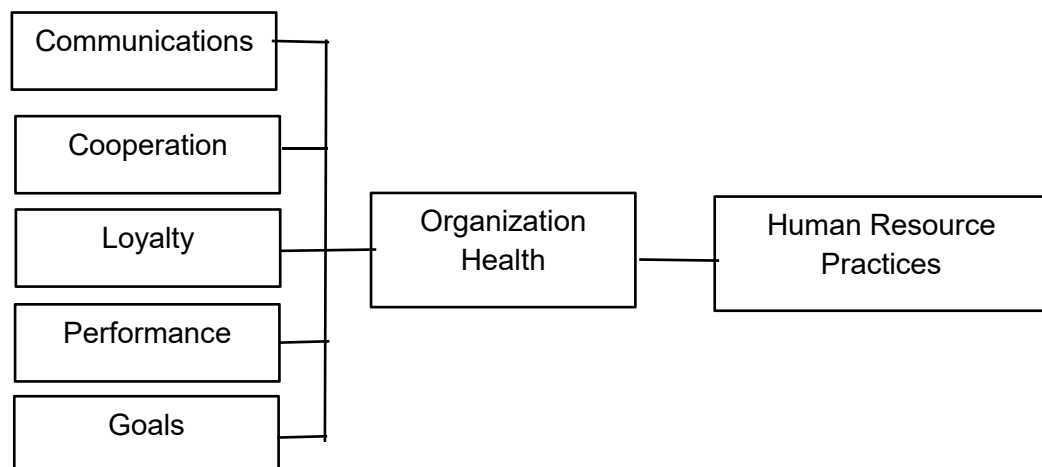 Communications
Cooperation
Loyalty
Performance
Goals
Organization
Health
Human Resource
Practices